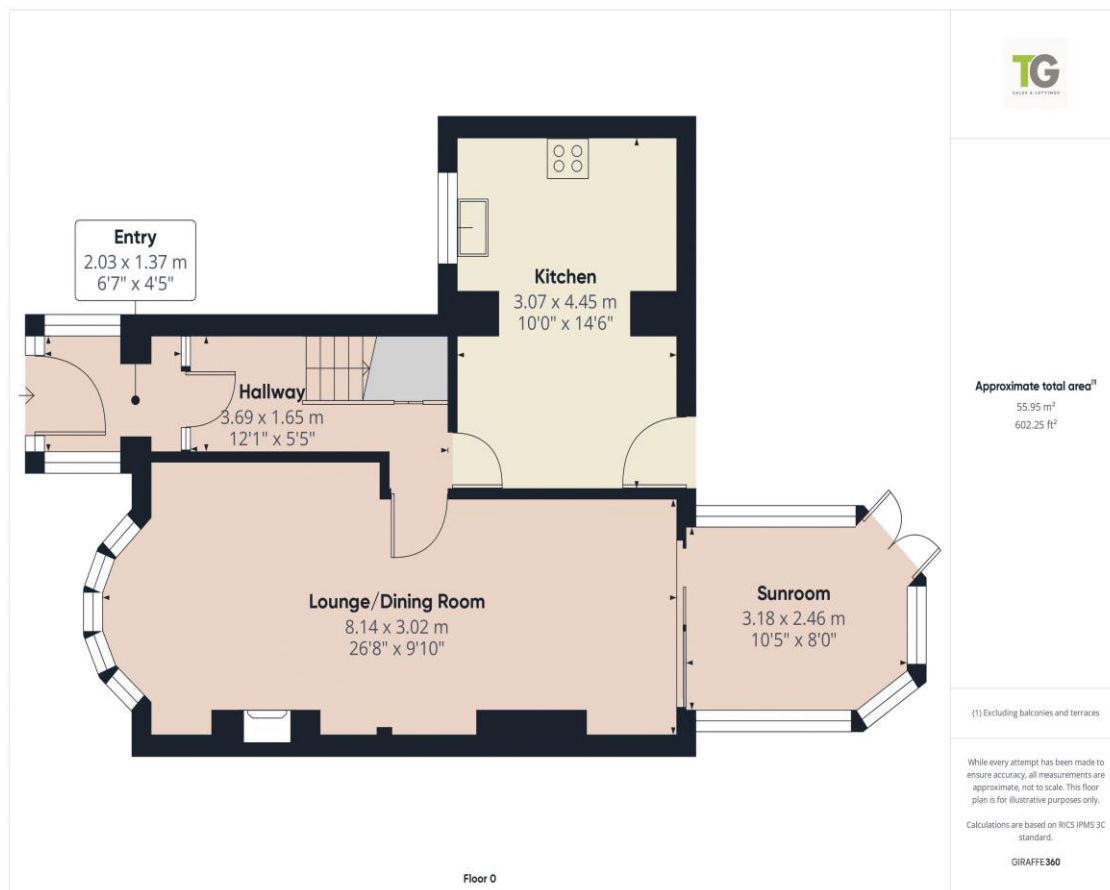 TG
SALES & LETTINGS
Entry
2.03 x 1.37 m
6'7" x 4'5"
Kitchen
3.07 x 4.45 m
10'0" x 14'6"
Hallway
3.69 x 1.65 m
12'1" x 5'5"
Lounge/Dining Room
8.14 x 3.02 m
26'8" x 9'10"
Sunroom
3.18 x 2.46 m
10'5" x 8'0"
Floor 0
Approximate total area⁽¹⁾
55.95 m²
602.25 ft²
(1) Excluding balconies and terraces
While every attempt has been made to
ensure accuracy, all measurements are
approximate, not to scale. This floor
plan is for illustrative purposes only.
Calculations are based on RICS IPMS 3C
standard.
GIRAFFE360